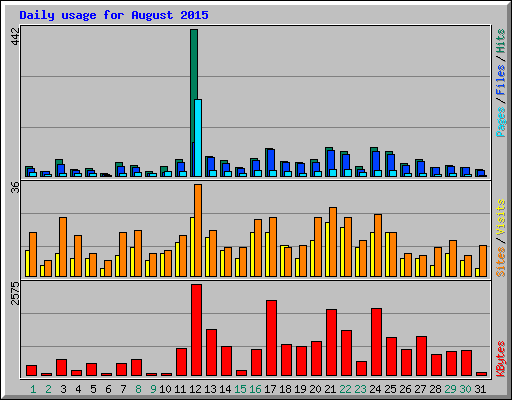 Daily usage for August 2015
442
Pages / Files / Hits
36
Sites / Visits
2575
KBytes
1 2 3 4 5 6 7 8 9 10 11 12 13 14 15 16 17 18 19 20 21 22 23 24 25 26 27 28 29 30 31